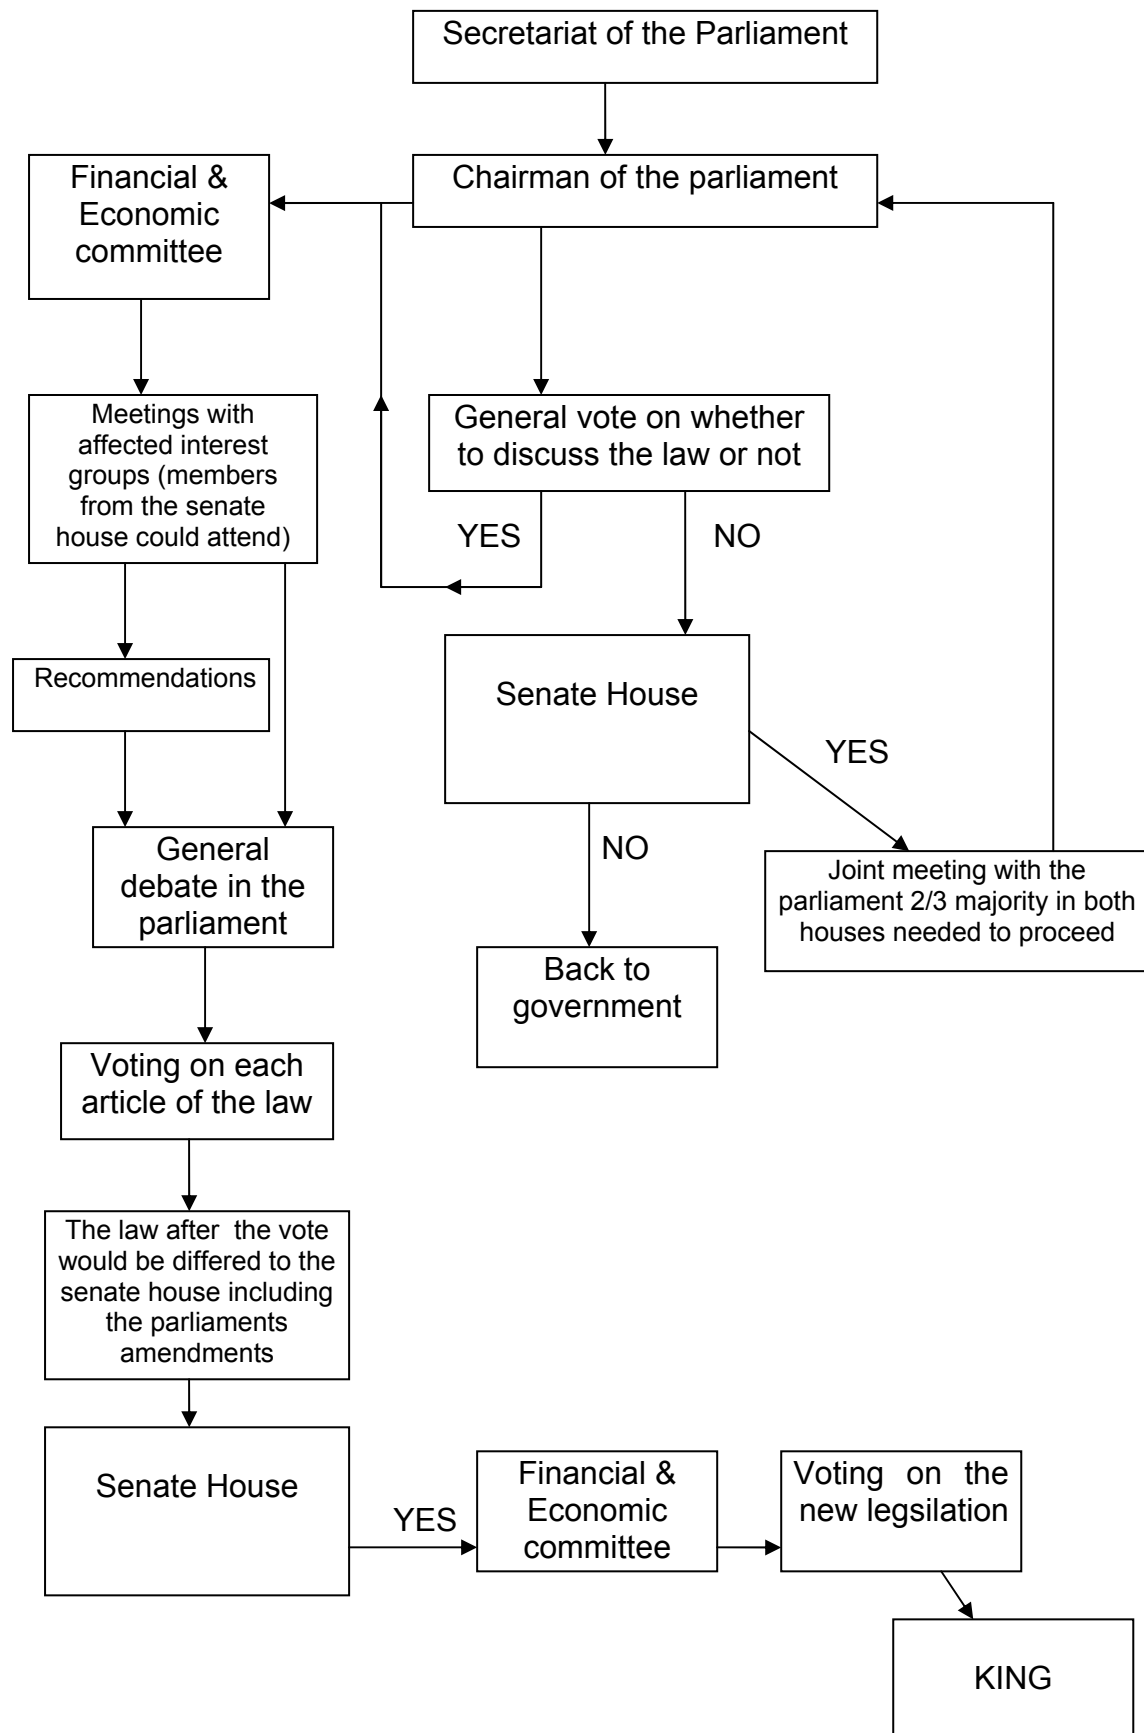 Secretariat of the Parliament
Chairman of the parliament
Financial &
Economic
committee
Meetings with
affected interest
groups (members
from the senate
house could attend)
General vote on whether
to discuss the law or not
YES
NO
Recommendations
Senate House
YES
NO
General
debate in the
parliament
Joint meeting with the
parliament 2/3 majority in both
houses needed to proceed
Back to
government
Voting on each
article of the law
The law after the vote
would be differed to the
senate house including
the parliaments
amendments
Senate House
YES
Financial &
Economic
committee
Voting on the
new legsilation
KING